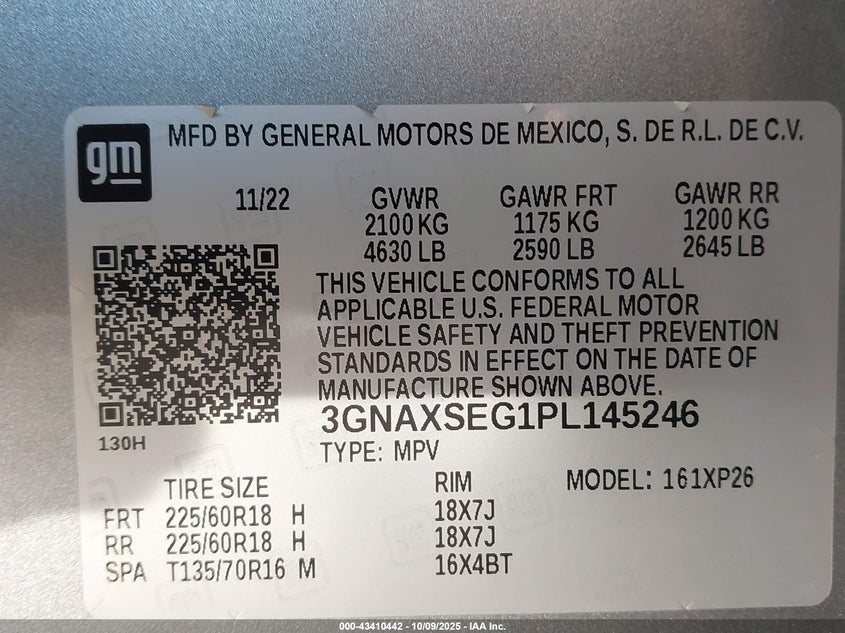 gm
MFD BY GENERAL MOTORS DE MEXICO, S. DE R.L. DE C.V.
11/22 GVWR GAWR FRT GAWR RR
2100 KG 1175 KG 1200 KG
4630 LB 2590 LB 2645 LB
THIS VEHICLE CONFORMS TO ALL
APPLICABLE U.S. FEDERAL MOTOR
VEHICLE SAFETY AND THEFT PREVENTION
STANDARDS IN EFFECT ON THE DATE OF
MANUFACTURE SHOWN ABOVE.
3GNAXSEG1PL145246
130H
TYPE: MPV
TIRE SIZE RIM MODEL: 161XP26
FRT 225/60R18 H 18X7J
RR 225/60R18 H 18X7J
SPA T135/70R16 M 16X4BT
000-43410442 - 10/09/2025 - IAA Inc.